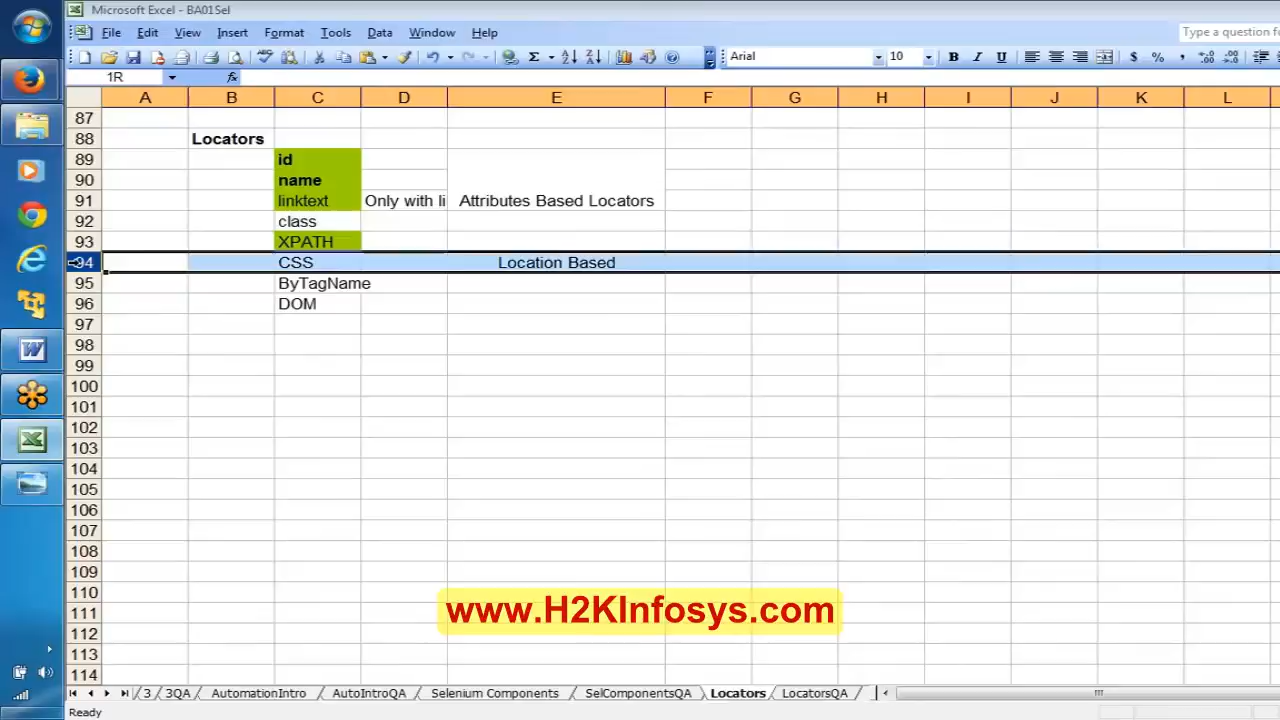 Microsoft Excel - BA01Sel
File Edit View Insert Format Tools Data Window Help
Type a question fo
Arial 10 B I U $ % ,
1R fx
A B C D E F G H I J K L
87
88 Locators
89 id
90 name
91 linktext Only with li Attributes Based Locators
92 class
93 XPATH
94 CSS Location Based
95 ByTagName
96 DOM
97
98
99
100
101
102
103
104
105
106
107
108
109
110
www.H2KInfosys.com
111
112
113
114
3 3QA AutomationIntro AutoIntroQA Selenium Components SelComponentsQA Locators LocatorsQA
Ready